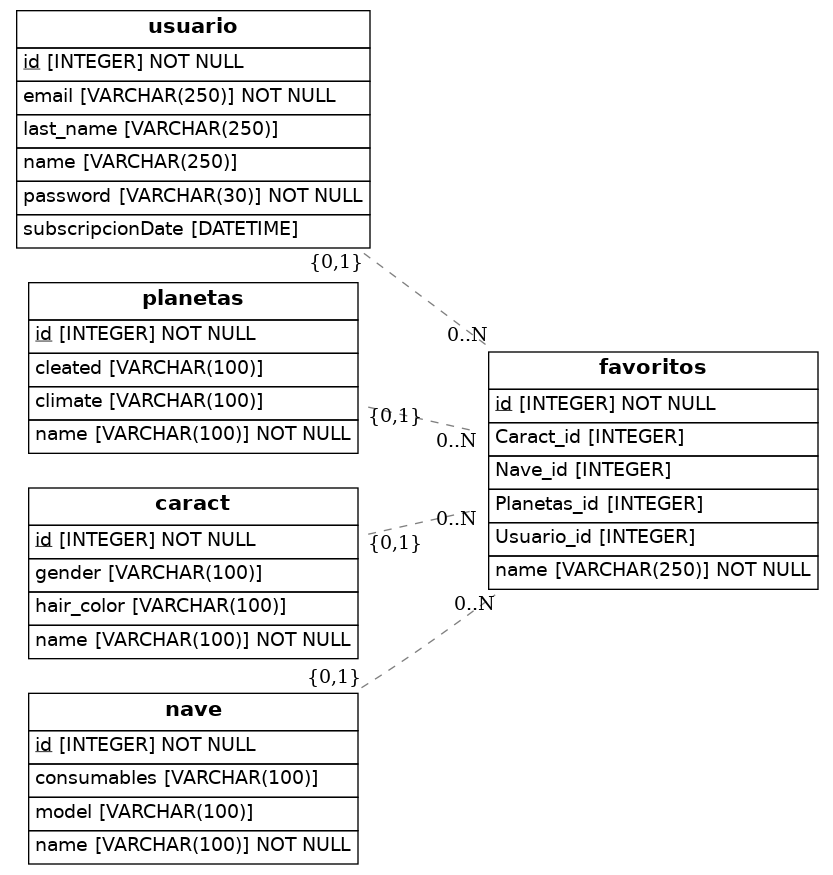 usuario
id [INTEGER] NOT NULL
email [VARCHAR(250)] NOT NULL
last_name [VARCHAR(250)]
name [VARCHAR(250)]
password [VARCHAR(30)] NOT NULL
subscripcionDate [DATETIME]
{0,1}
0..N
planetas
id [INTEGER] NOT NULL
cleated [VARCHAR(100)]
climate [VARCHAR(100)]
name [VARCHAR(100)] NOT NULL
{0,1}
0..N
caract
id [INTEGER] NOT NULL
gender [VARCHAR(100)]
hair_color [VARCHAR(100)]
name [VARCHAR(100)] NOT NULL
{0,1}
0..N
nave
id [INTEGER] NOT NULL
consumables [VARCHAR(100)]
model [VARCHAR(100)]
name [VARCHAR(100)] NOT NULL
{0,1}
0..N
favoritos
id [INTEGER] NOT NULL
Caract_id [INTEGER]
Nave_id [INTEGER]
Planetas_id [INTEGER]
Usuario_id [INTEGER]
name [VARCHAR(250)] NOT NULL